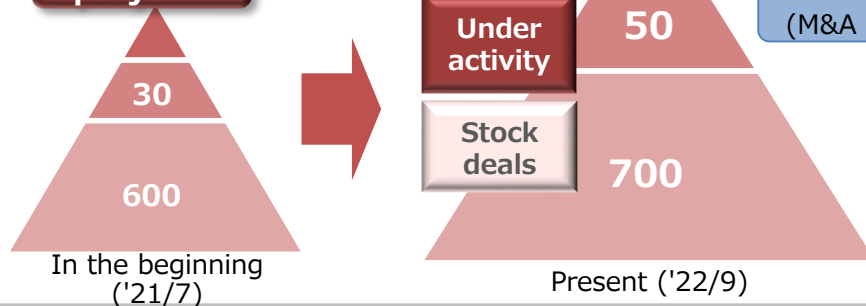 30
600
In the beginning
('21/7)
Under
activity
Stock
deals
50
700
Present ('22/9)
(M&A